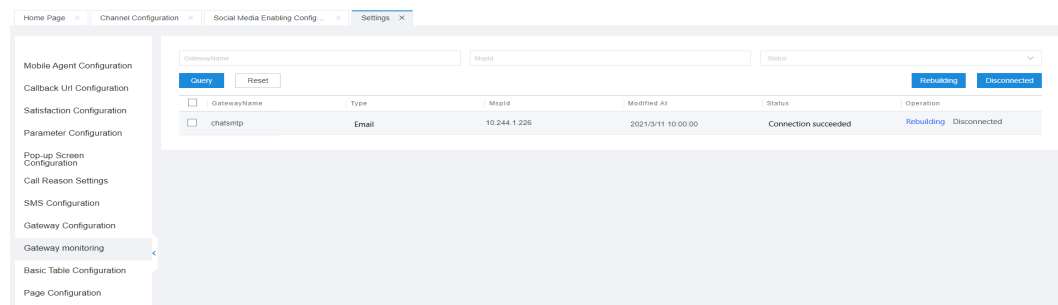 Home Page × Channel Configuration × Social Media Enabling Config... × Settings ×
Mobile Agent Configuration
Callback Url Configuration
Satisfaction Configuration
Parameter Configuration
Pop-up Screen
Configuration
Call Reason Settings
SMS Configuration
Gateway Configuration
Gateway monitoring
Basic Table Configuration
Page Configuration
GatewayName MspId Status
Query Reset Rebuilding Disconnected
GatewayName Type MspId Modified At Status Operation
chatsmtp Email 10.244.1.226 2021/3/11 10:00:00 Connection succeeded Rebuilding Disconnected